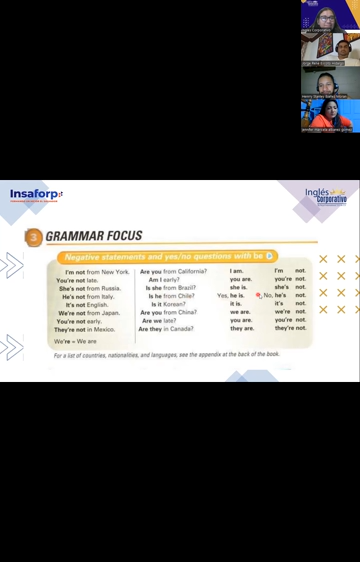 Inglés Corporativo
Insaforp
Inglés
Corporativo
3 GRAMMAR FOCUS
Negative statements and yes/no questions with be
I'm not from New York. Are you from California? I am. I'm not.
You're not late. Am I early? you are. you're not.
She's not from Russia. Is she from Brazil? she is. she's not.
He's not from Italy. Is he from Chile? Yes, he is. No, he's not.
It's not English. Is it Korean? it is. it's not.
We're not from Japan. Are you from China? we are. we're not.
You're not early. Are we late? you are. you're not.
They're not in Mexico. Are they in Canada? they are. they're not.
We're = We are
For a list of countries, nationalities, and languages, see the appendix at the back of the book.